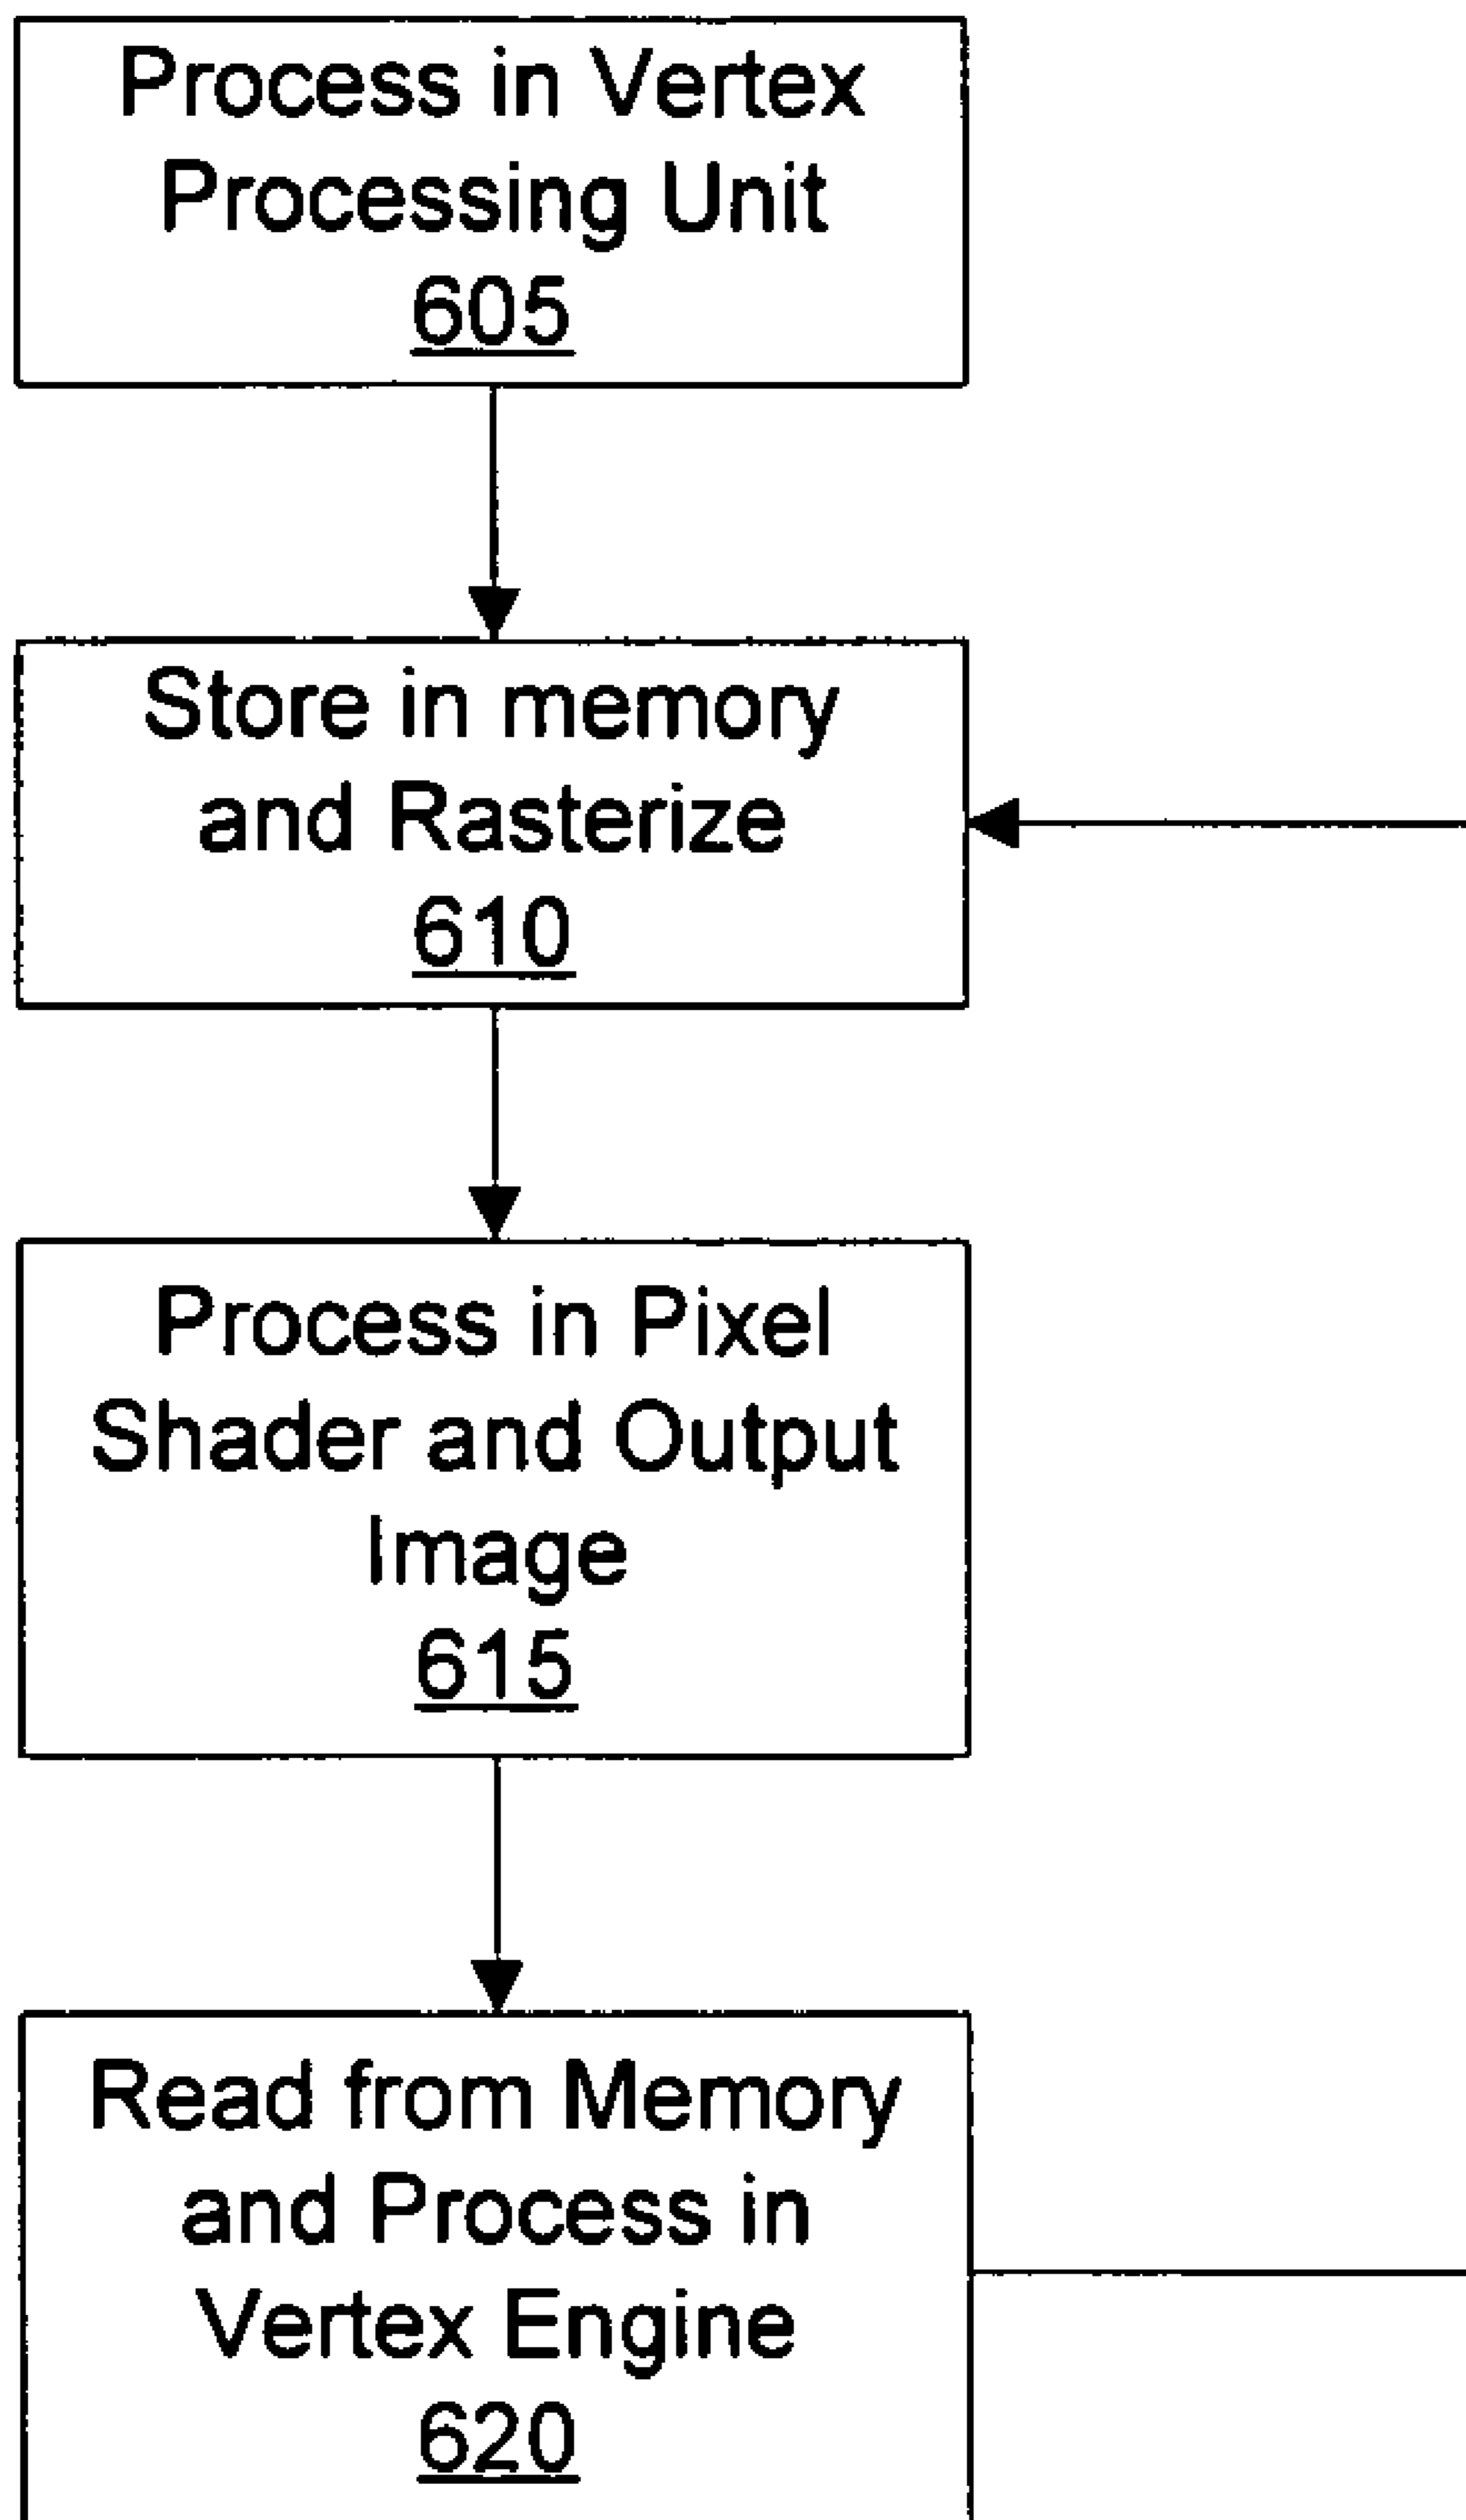 Process in Vertex
Processing Unit
605
Store in memory
and Rasterize
610
Process in Pixel
Shader and Output
Image
615
Read from Memory
and Process in
Vertex Engine
620